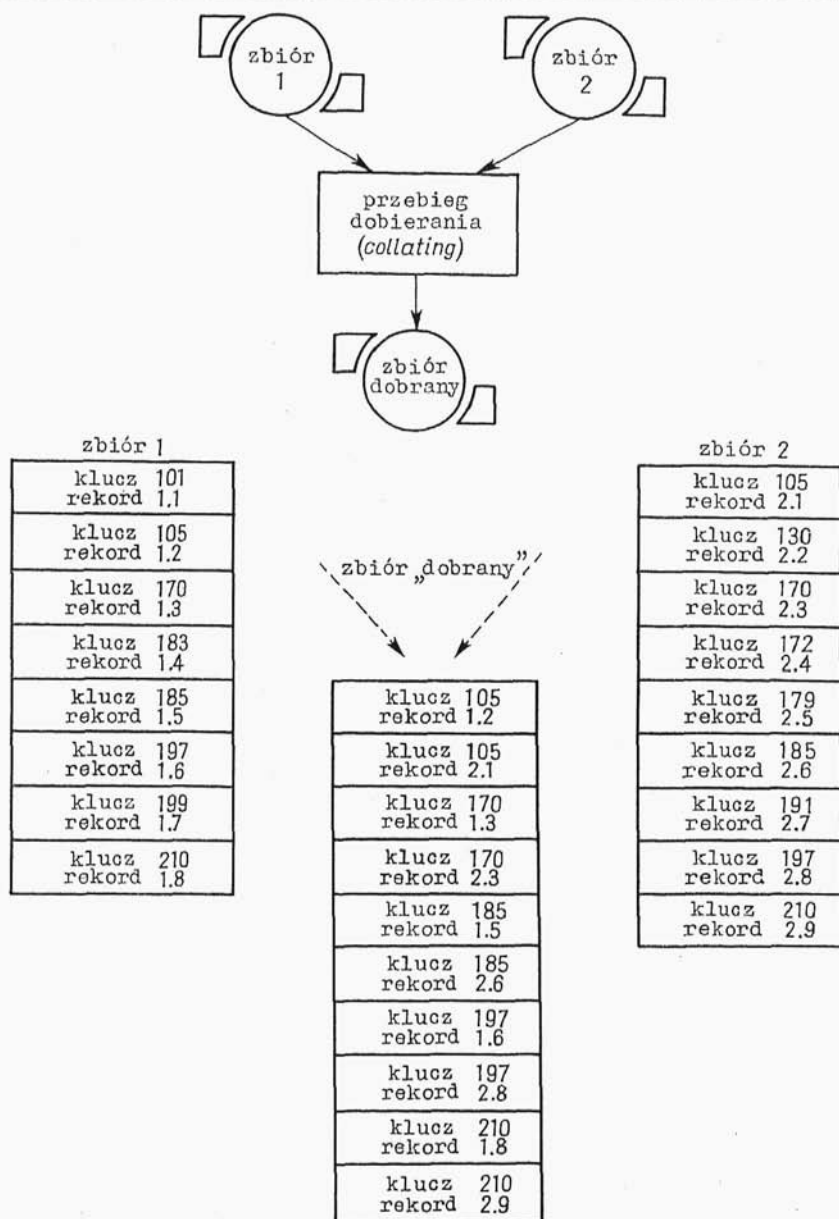 zbiór
1
zbiór
2
przebieg
dobierania
(collating)
zbiór
dobrany
zbiór 1
klucz 101
rekord 1.1
klucz 105
rekord 1.2
klucz 170
rekord 1.3
klucz 183
rekord 1.4
klucz 185
rekord 1.5
klucz 197
rekord 1.6
klucz 199
rekord 1.7
klucz 210
rekord 1.8
zbiór „dobrany”
klucz 105
rekord 1.2
klucz 105
rekord 2.1
klucz 170
rekord 1.3
klucz 170
rekord 2.3
klucz 185
rekord 1.5
klucz 185
rekord 2.6
klucz 197
rekord 1.6
klucz 197
rekord 2.8
klucz 210
rekord 1.8
klucz 210
rekord 2.9
zbiór 2
klucz 105
rekord 2.1
klucz 130
rekord 2.2
klucz 170
rekord 2.3
klucz 172
rekord 2.4
klucz 179
rekord 2.5
klucz 185
rekord 2.6
klucz 191
rekord 2.7
klucz 197
rekord 2.8
klucz 210
rekord 2.9